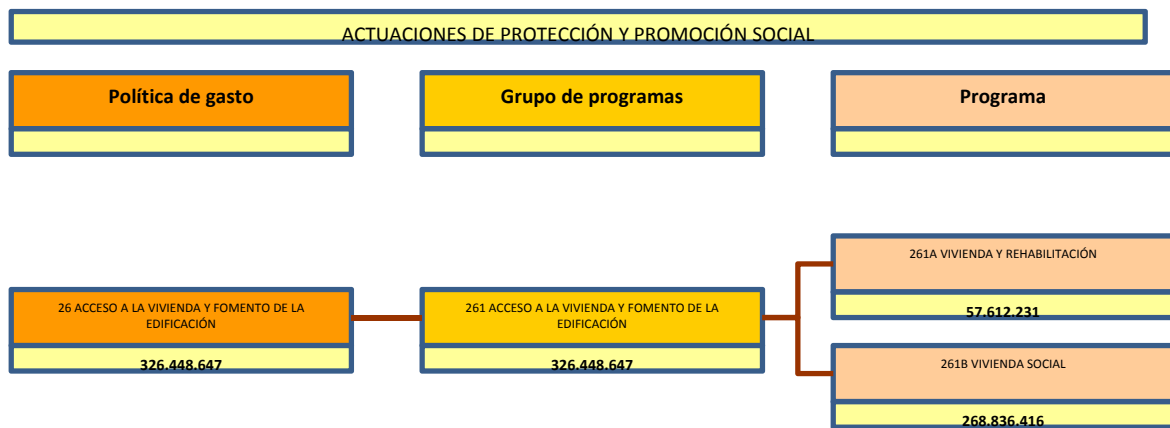 ACTUACIONES DE PROTECCIÓN Y PROMOCIÓN SOCIAL
Política de gasto
Grupo de programas
Programa
26 ACCESO A LA VIVIENDA Y FOMENTO DE LA
EDIFICACIÓN
326.448.647
261 ACCESO A LA VIVIENDA Y FOMENTO DE LA
EDIFICACIÓN
326.448.647
261A VIVIENDA Y REHABILITACIÓN
57.612.231
261B VIVIENDA SOCIAL
268.836.416